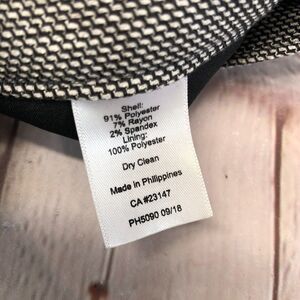 Shell:
91% Polyester
7% Rayon
2% Spandex
Lining:
100% Polyester
Dry Clean
Made in Philippines
CA #23147
PH5090 09/18